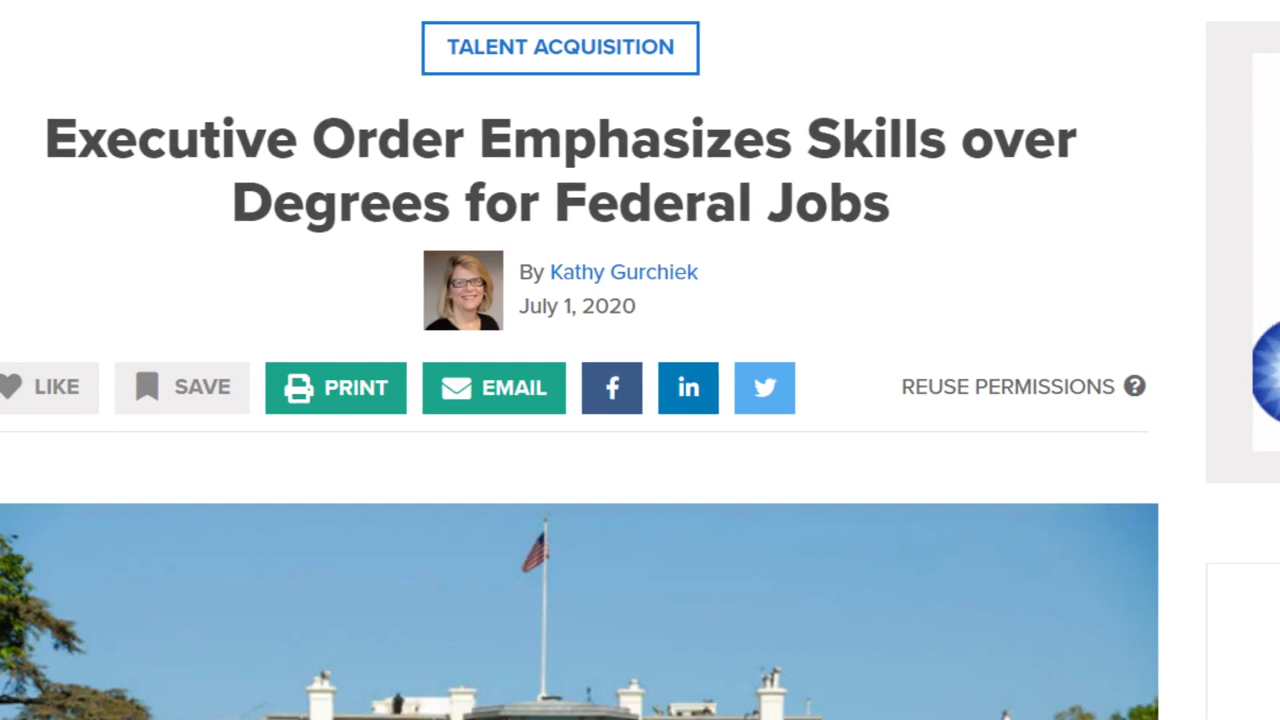 TALENT ACQUISITION
Executive Order Emphasizes Skills over
Degrees for Federal Jobs
By Kathy Gurchiek
July 1, 2020
LIKE
SAVE
PRINT
EMAIL
f
in
REUSE PERMISSIONS ?